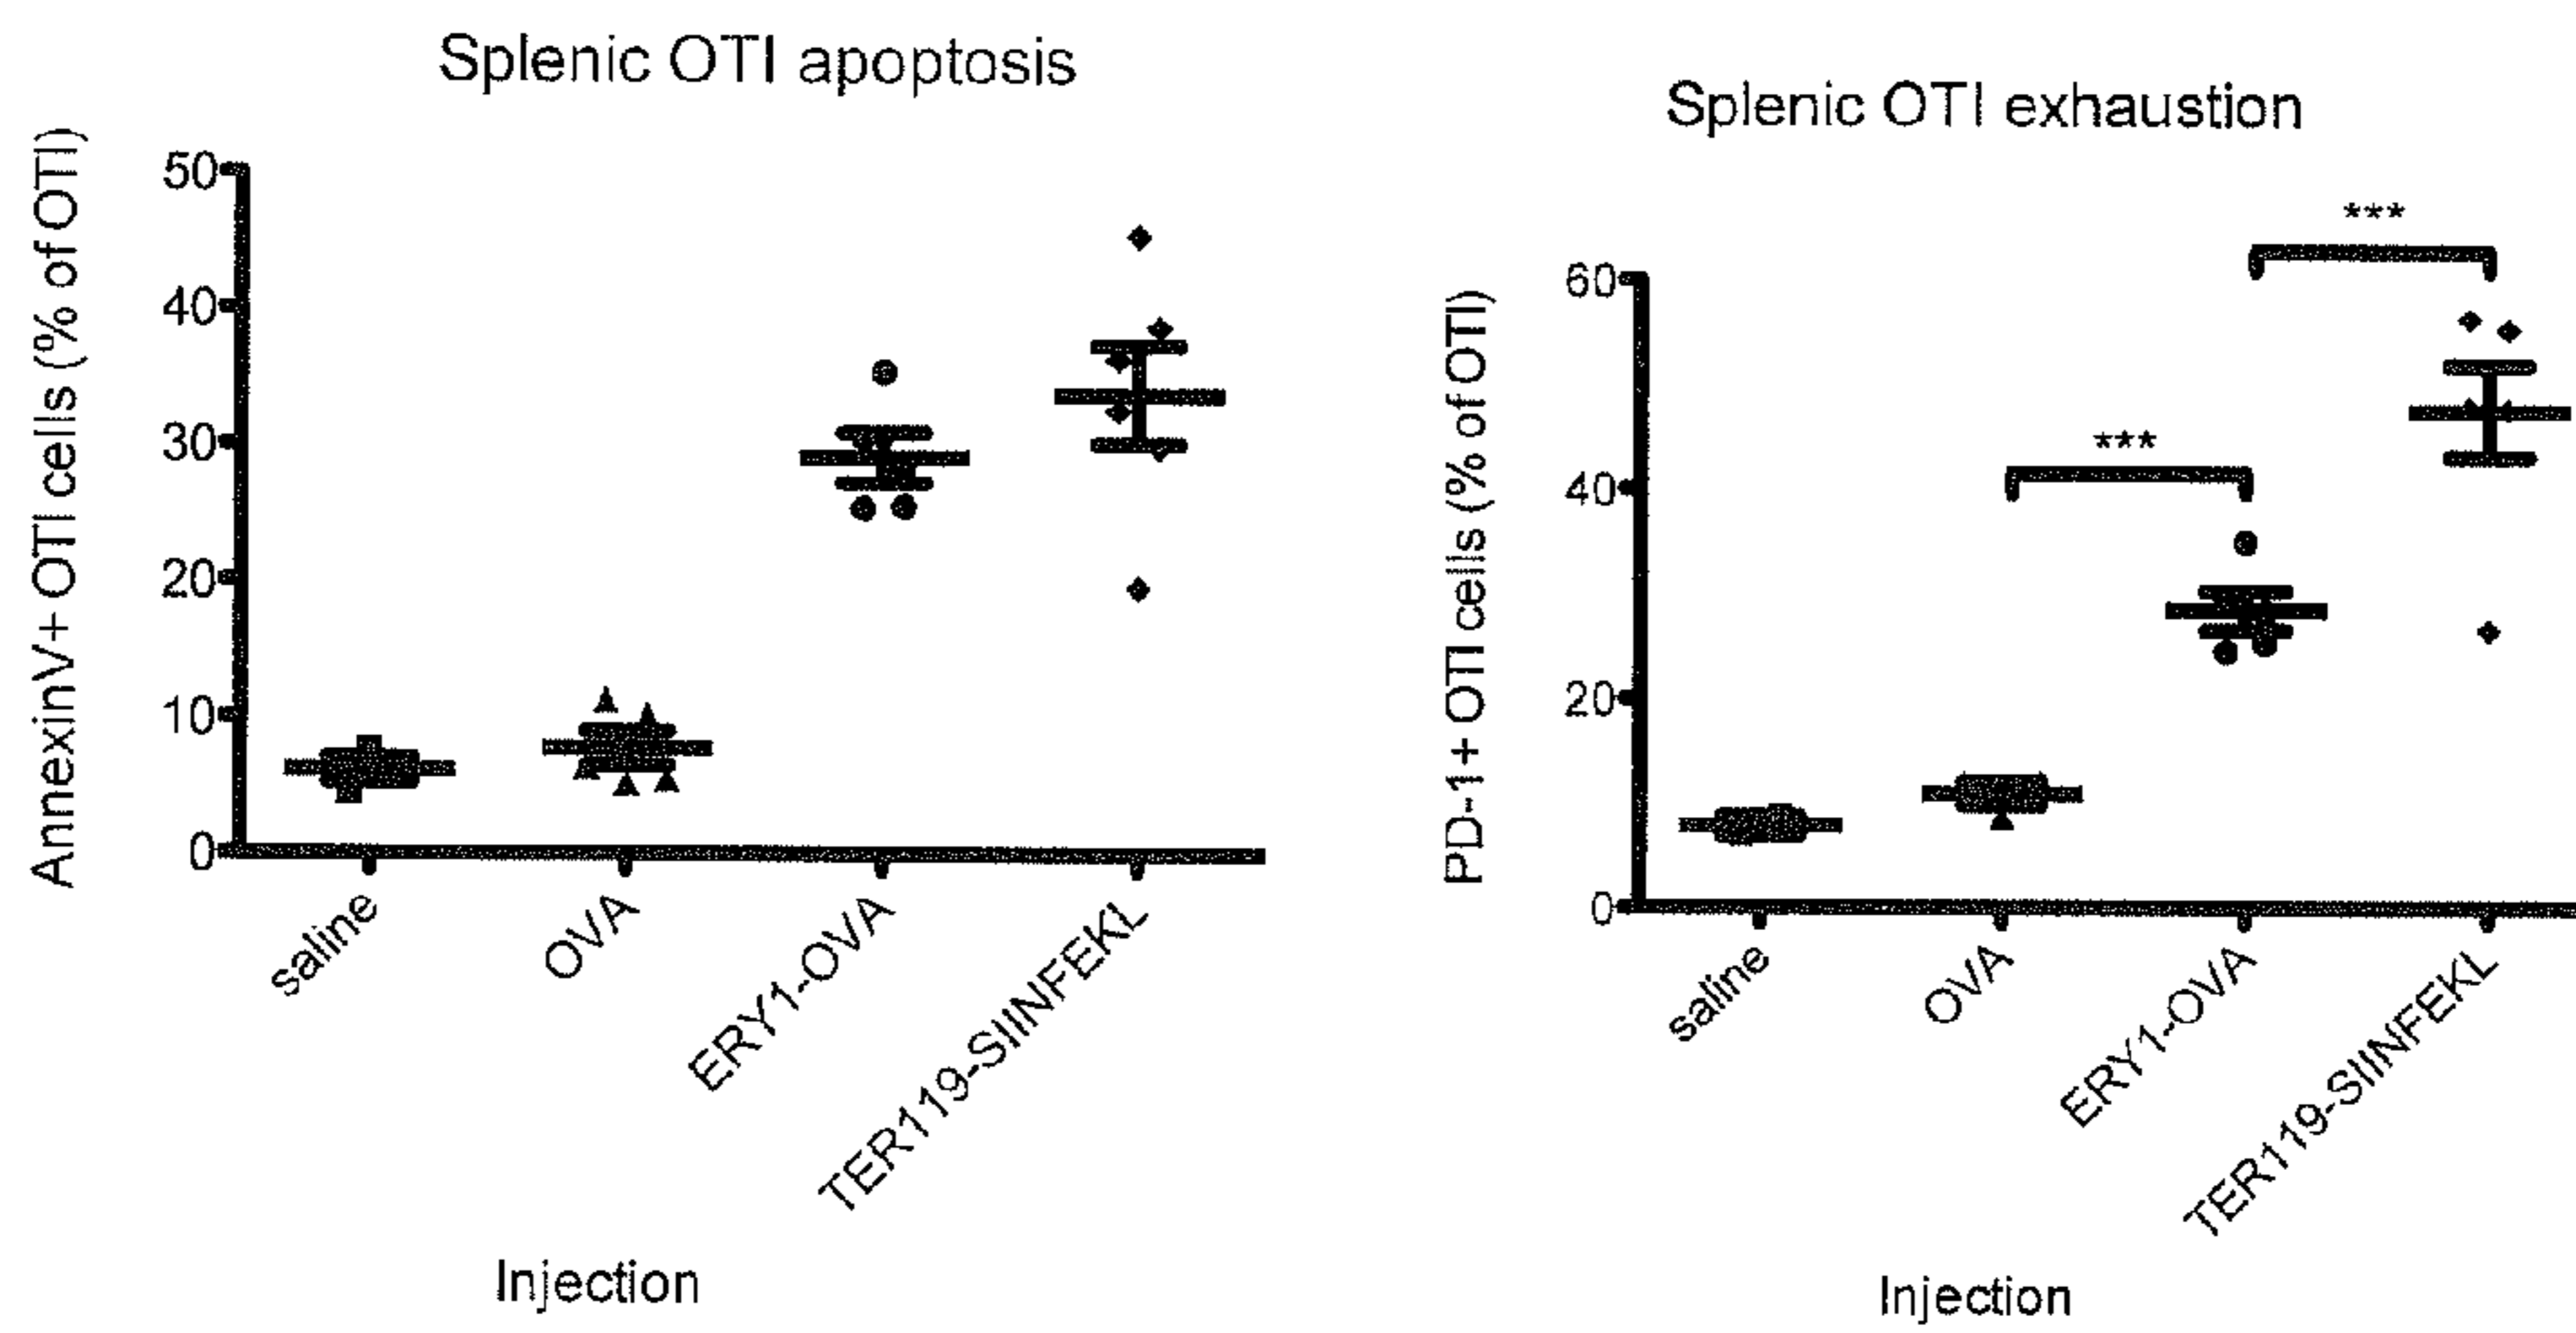 Splenic OTI apoptosis
AnnexinV+ OTI cells (% of OTI)
50
40
30
20
10
0
saline
OVA
ERY1-OVA
TER119-SIINFEKL
Injection
Splenic OTI exhaustion
PD-1+ OTI cells (% of OTI)
60
40
20
0
***
***
saline
OVA
ERY1-OVA
TER119-SIINFEKL
Injection